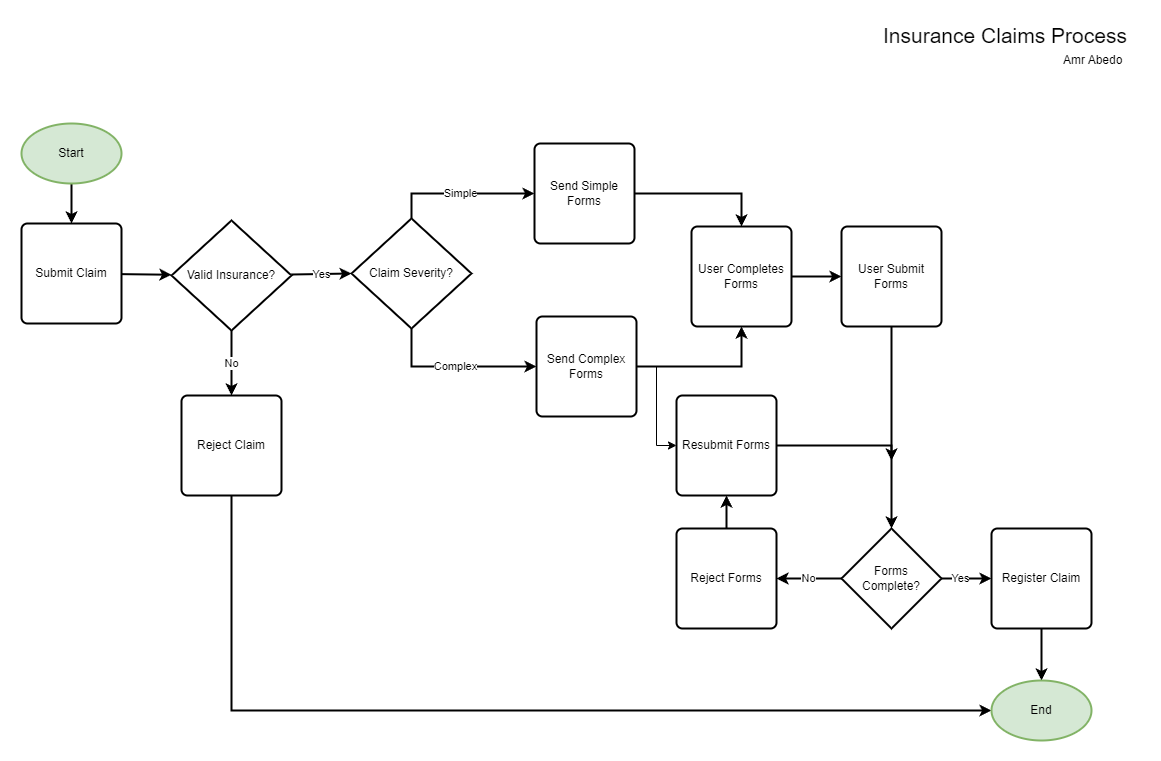 Insurance Claims Process
Amr Abedo
Start
Submit Claim
Valid Insurance?
Yes
No
Reject Claim
Claim Severity?
Simple
Complex
Send Simple
Forms
Send Complex
Forms
User Completes
Forms
User Submit
Forms
Resubmit Forms
Reject Forms
No
Forms
Complete?
Yes
Register Claim
End